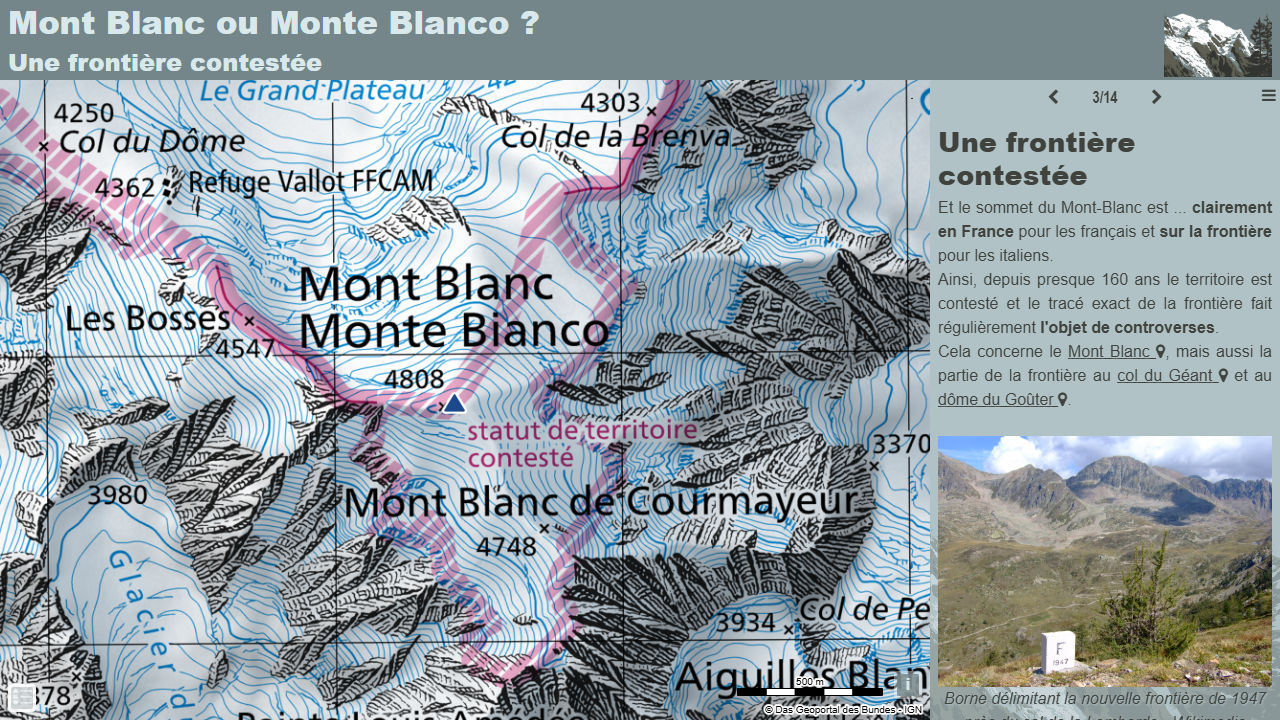 Mont Blanc ou Monte Blanco ?
Une frontière contestée
Le Grand Plateau
4250
Col du Dôme
4303
Col de la Brenva
4362
Refuge Vallot FFCAM
Mont Blanc
Monte Bianco
Les Bosses
4547
4808
statut de territoire
contesté
3370
3980
Mont Blanc de Courmayeur
4748
Glacier d
3934
Col de Pe
Aiguilles Blan
500 m
© Das Geoportal des Bundes - IGN
3/14
Une frontière
contestée
Et le sommet du Mont-Blanc est ... clairement
en France pour les français et sur la frontière
pour les italiens.
Ainsi, depuis presque 160 ans le territoire est
contesté et le tracé exact de la frontière fait
régulièrement l'objet de controverses.
Cela concerne le Mont Blanc , mais aussi la
partie de la frontière au col du Géant et au
dôme du Goûter .
F
1947
Borne délimitant la nouvelle frontière de 1947